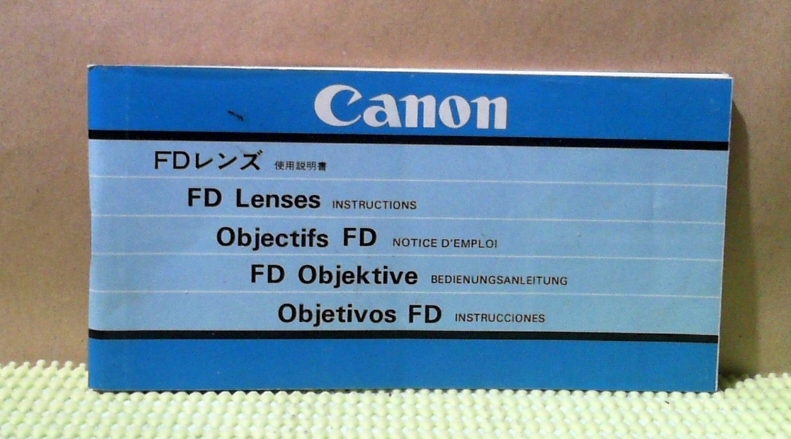 Canon
FDレンズ 使用説明書
FD Lenses INSTRUCTIONS
Objectifs FD NOTICE D'EMPLOI
FD Objektive BEDIENUNGSANLEITUNG
Objetivos FD INSTRUCCIONES